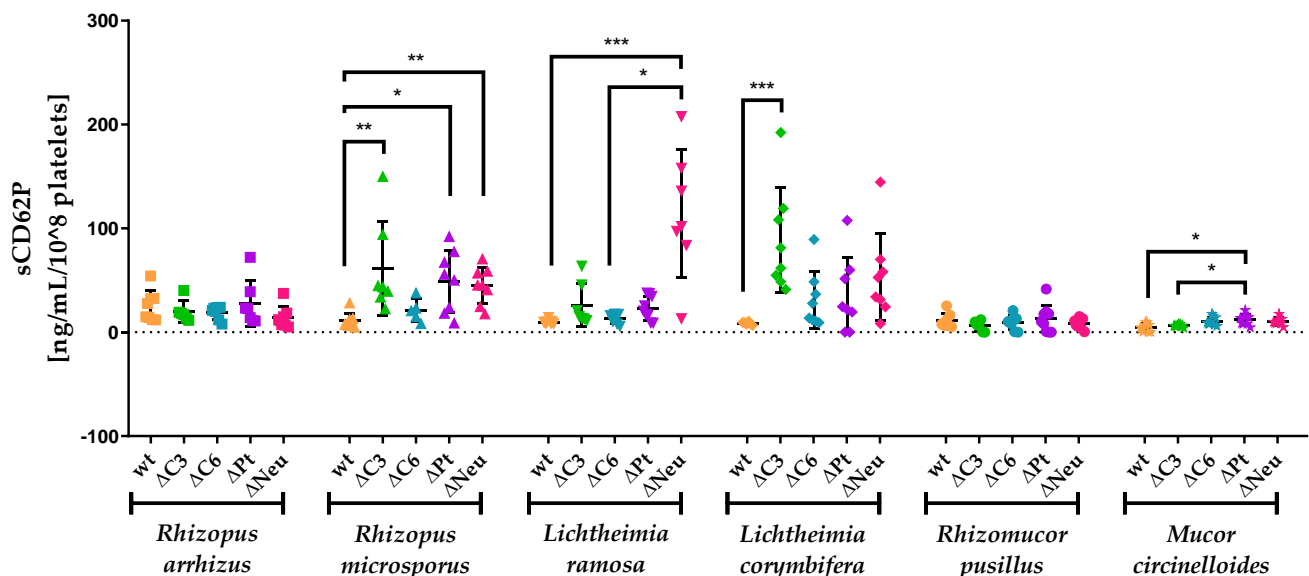 sCD62P
[ng/mL/10^8 platelets]
300
200
100
0
-100
**
*
**
***
*
***
*
*
wt ΔC3 ΔC6 ΔPt ΔNeu
wt ΔC3 ΔC6 ΔPt ΔNeu
wt ΔC3 ΔC6 ΔPt ΔNeu
wt ΔC3 ΔC6 ΔPt ΔNeu
wt ΔC3 ΔC6 ΔPt ΔNeu
wt ΔC3 ΔC6 ΔPt ΔNeu
Rhizopus
arrhizus
Rhizopus
microsporus
Lichtheimia
ramosa
Lichtheimia
corymbifera
Rhizomucor
pusillus
Mucor
circinelloides